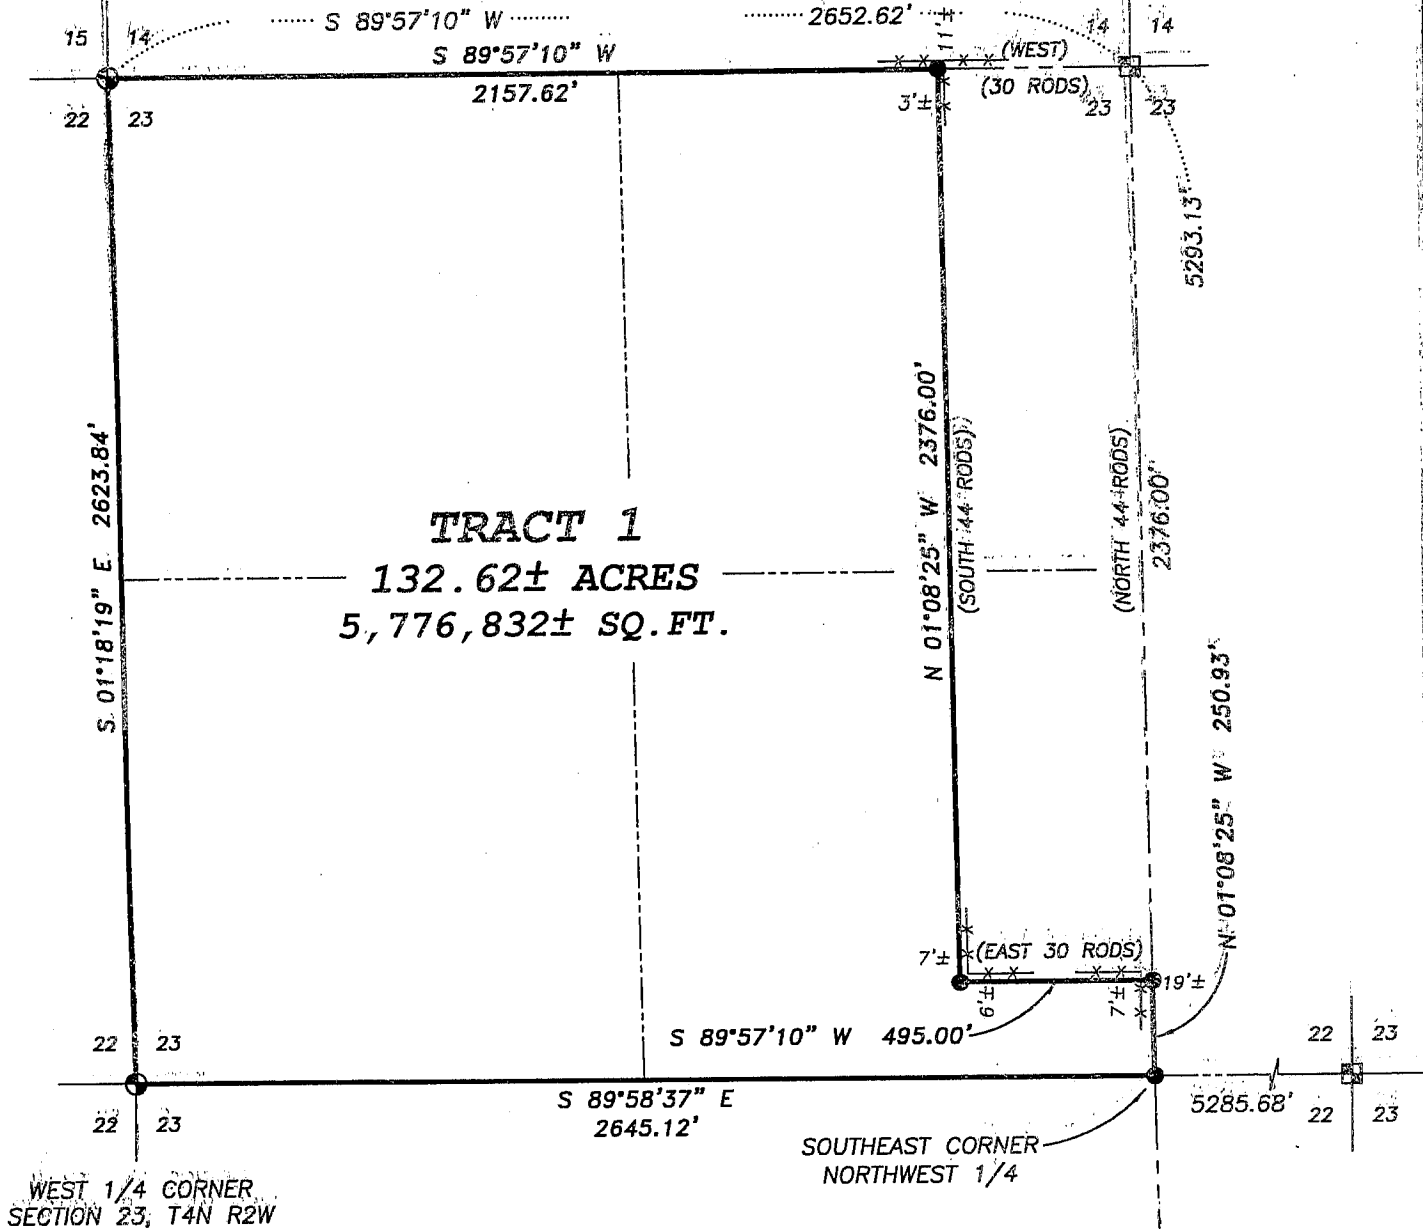 S 89°57'10" W 2652.62'
15 14 14 14
S 89°57'10" W 11'± (WEST)
2157.62' (30 RODS)
3'±
22 23 23 23
5293.13'
S 01°18'19" E 2623.84'
N 01°08'25" W 2376.00'
(SOUTH 44 RODS)
(NORTH 44 RODS)
2376.00'
TRACT 1
132.62± ACRES
5,776,832± SQ.FT.
N 01°08'25" W 250.93'
7'± (EAST 30 RODS)
6'± 7'± 19'±
S 89°57'10" W 495.00'
22 23 22 23
S 89°58'37" E
2645.12'
5285.68'
22 23 22 23
SOUTHEAST CORNER
NORTHWEST 1/4
WEST 1/4 CORNER
SECTION 23, T4N R2W